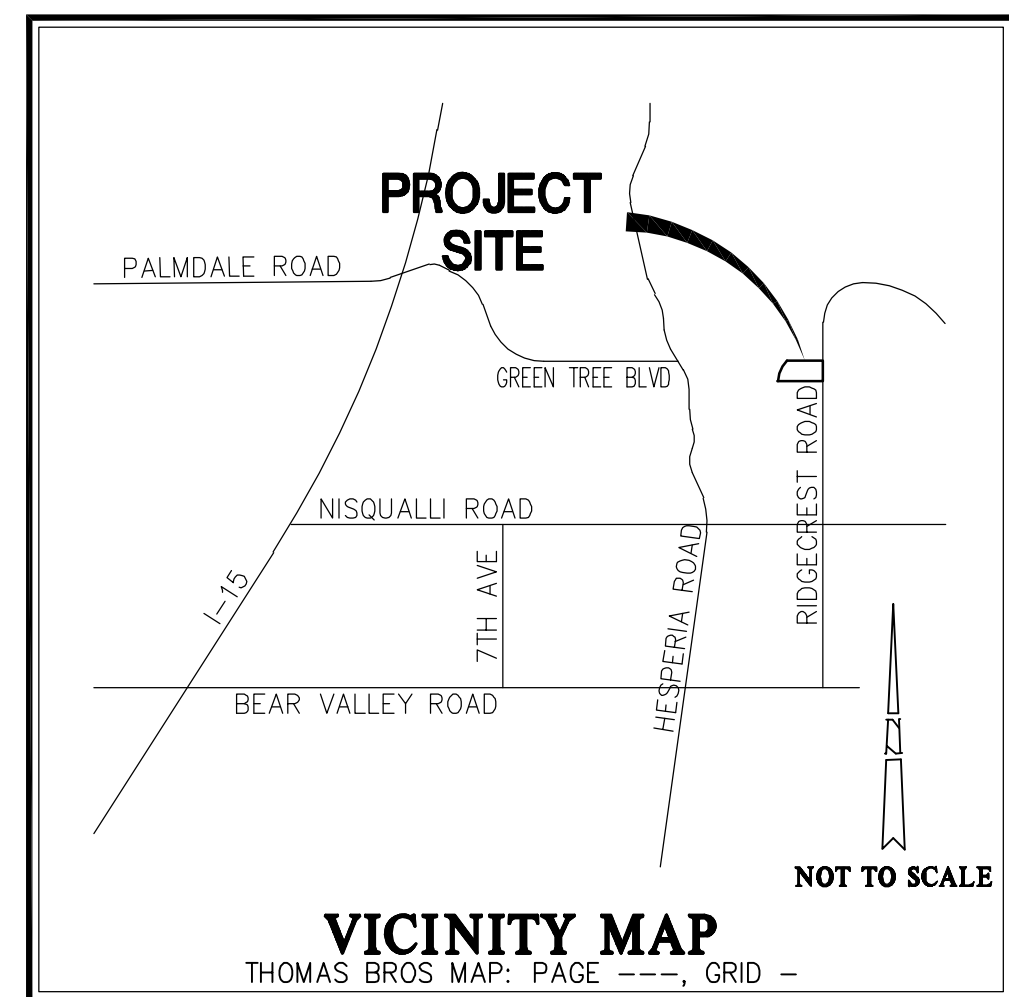 PROJECT
SITE
PALMDALE ROAD
GREEN TREE BLVD
RIDGECREST ROAD
NISQUALLI ROAD
I-15
7TH AVE
HESPERIA ROAD
BEAR VALLEY ROAD
N
NOT TO SCALE
VICINITY MAP
THOMAS BROS MAP: PAGE ---, GRID -